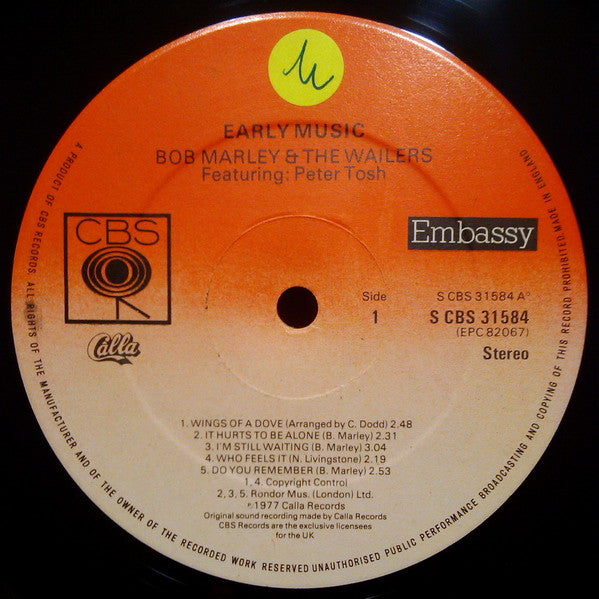 EARLY MUSIC
BOB MARLEY & THE WAILERS
Featuring: Peter Tosh
CBS
Calla
Embassy
Side
1
S CBS 31584 A°
S CBS 31584
(EPC 82067)
Stereo
1. WINGS OF A DOVE (Arranged by C. Dodd) 2.48
2. IT HURTS TO BE ALONE (B. Marley) 2.31
3. I'M STILL WAITING (B. Marley) 3.04
4. WHO FEELS IT (N. Livingstone) 2.19
5. DO YOU REMEMBER (B. Marley) 2.53
1, 4. Copyright Control
2, 3, 5. Rondor Mus. (London) Ltd.
℗1977 Calla Records
Original sound recording made by Calla Records
CBS Records are the exclusive licensees
for the UK
A PRODUCT OF CBS RECORDS. ALL RIGHTS OF THE MANUFACTURER AND OF THE OWNER OF THE RECORDED WORK RESERVED UNAUTHORISED PUBLIC PERFORMANCE BROADCASTING AND COPYING OF THIS RECORD PROHIBITED. MADE IN ENGLAND